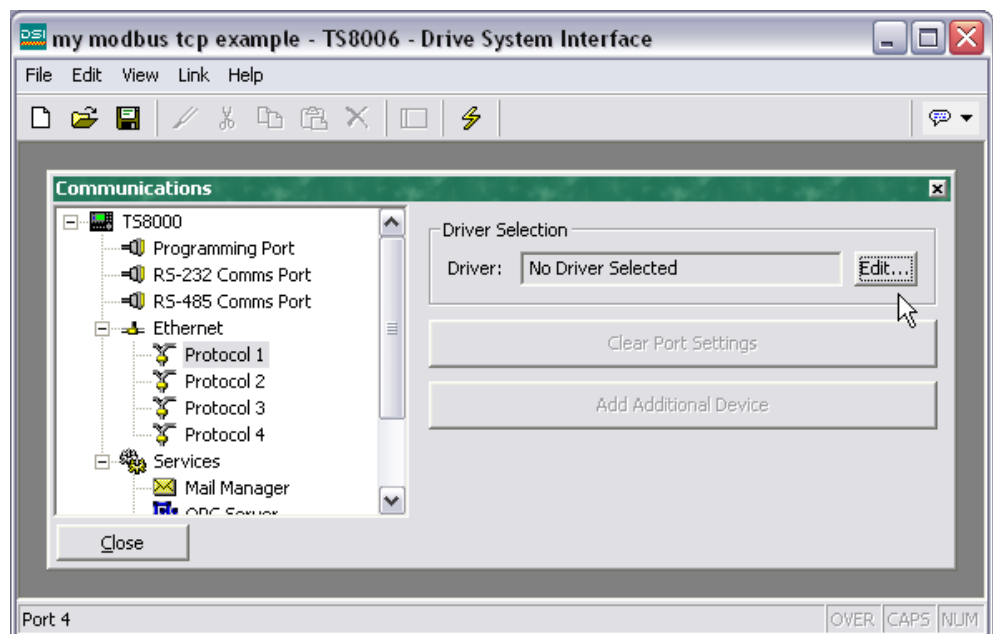 DSI my modbus tcp example - TS8006 - Drive System Interface
File Edit View Link Help
Communications
TS8000
Programming Port
RS-232 Comms Port
RS-485 Comms Port
Ethernet
Protocol 1
Protocol 2
Protocol 3
Protocol 4
Services
Mail Manager
OPC Server
Close
Driver Selection
Driver: No Driver Selected Edit...
Clear Port Settings
Add Additional Device
Port 4 OVER CAPS NUM